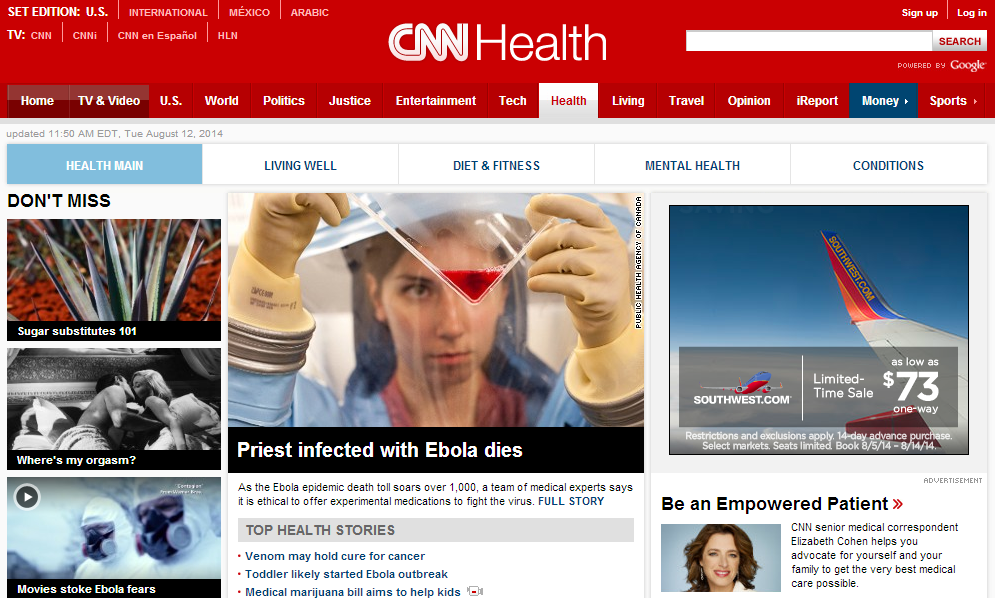 SET EDITION: U.S.
INTERNATIONAL
MÉXICO
ARABIC
Sign up
Log in
TV:
CNN
CNNi
CNN en Español
HLN
CNN Health
SEARCH
POWERED BY Google
Home
TV & Video
U.S.
World
Politics
Justice
Entertainment
Tech
Health
Living
Travel
Opinion
iReport
Money
Sports
updated 11:50 AM EDT, Tue August 12, 2014
HEALTH MAIN
LIVING WELL
DIET & FITNESS
MENTAL HEALTH
CONDITIONS
DON'T MISS
Sugar substitutes 101
Where's my orgasm?
"Contagion"
From Warner Bros.
Movies stoke Ebola fears
PUBLIC HEALTH AGENCY OF CANADA
Priest infected with Ebola dies
As the Ebola epidemic death toll soars over 1,000, a team of medical experts says
it is ethical to offer experimental medications to fight the virus. FULL STORY
TOP HEALTH STORIES
Venom may hold cure for cancer
Toddler likely started Ebola outbreak
Medical marijuana bill aims to help kids
SOUTHWEST.COM
SOUTHWEST.COM
Limited-
Time Sale
as low as
$73
one-way
Restrictions and exclusions apply. 14-day advance purchase.
Select markets. Seats limited. Book 8/5/14 – 8/14/14.
ADVERTISEMENT
Be an Empowered Patient »
CNN senior medical correspondent
Elizabeth Cohen helps you
advocate for yourself and your
family to get the very best medical
care possible.